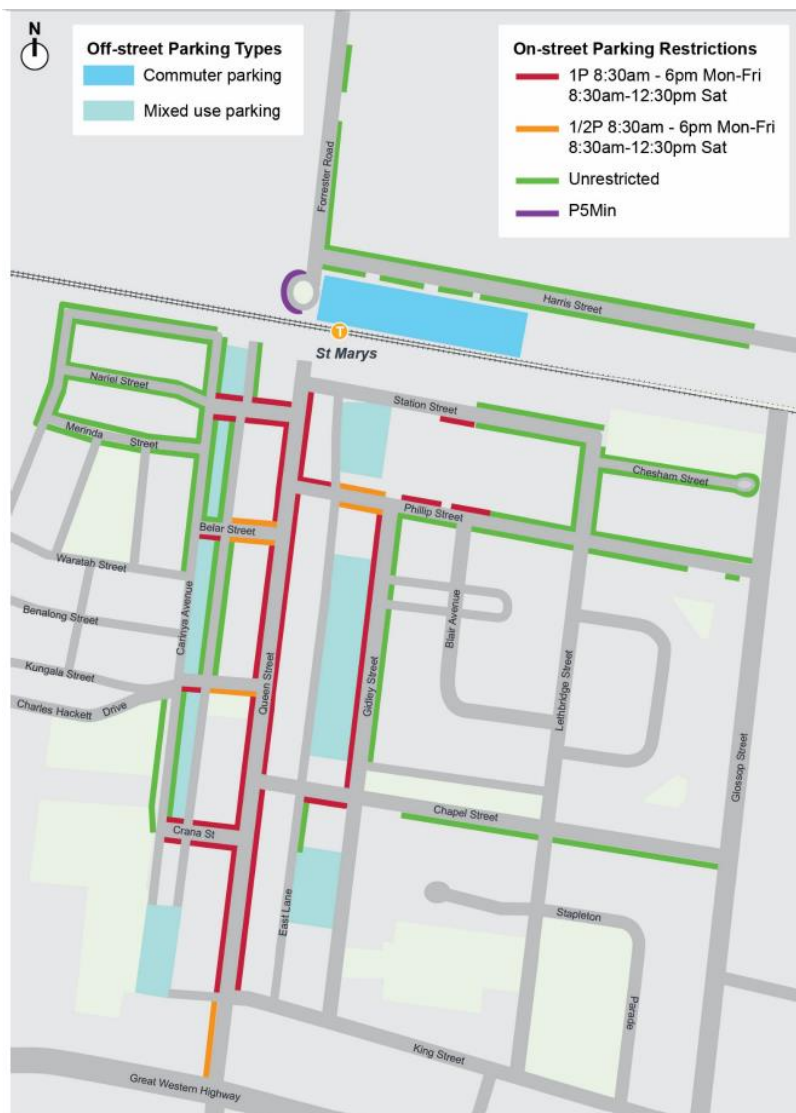 N
Off-street Parking Types
Commuter parking
Mixed use parking
On-street Parking Restrictions
1P 8:30am - 6pm Mon-Fri
8:30am-12:30pm Sat
1/2P 8:30am - 6pm Mon-Fri
8:30am-12:30pm Sat
Unrestricted
P5Min
Forrester Road
Harris Street
T
St Marys
Nariel Street
Station Street
Merinda Street
Chesham Street
Phillip Street
Belar Street
Waratah Street
Carinya Avenue
Benalong Street
Blair Avenue
Kungala Street
Queen Street
Gidley Street
Lethbridge Street
Charles Hackett Drive
Glossop Street
Chapel Street
Crana St
East Lane
Stapleton Parade
King Street
Great Western Highway